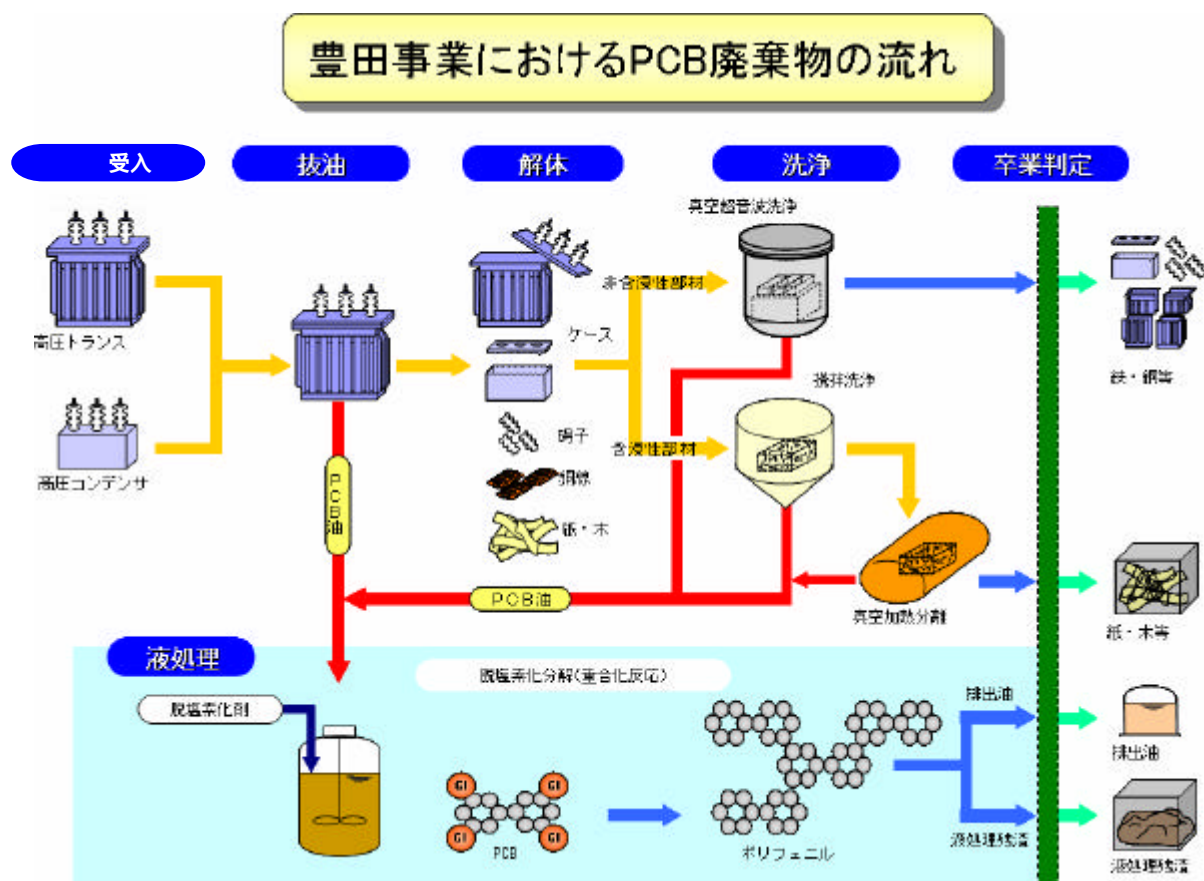 豊田事業におけるPCB廃棄物の流れ
受入
抜油
解体
洗浄
卒業判定
真空超音波洗浄
高圧トランス
非含浸性部材
ケース
鉄・銅等
攪拌洗浄
高圧コンデンサ
碍子
含浸性部材
銅線
PCB油
紙・木
PCB油
真空加熱分離
紙・木等
液処理
脱塩素化分解(重合化反応)
脱塩素化剤
排出油
排出油
Cl
Cl
Cl
Cl
PCB
ポリフェニル
液処理残渣
液処理残渣